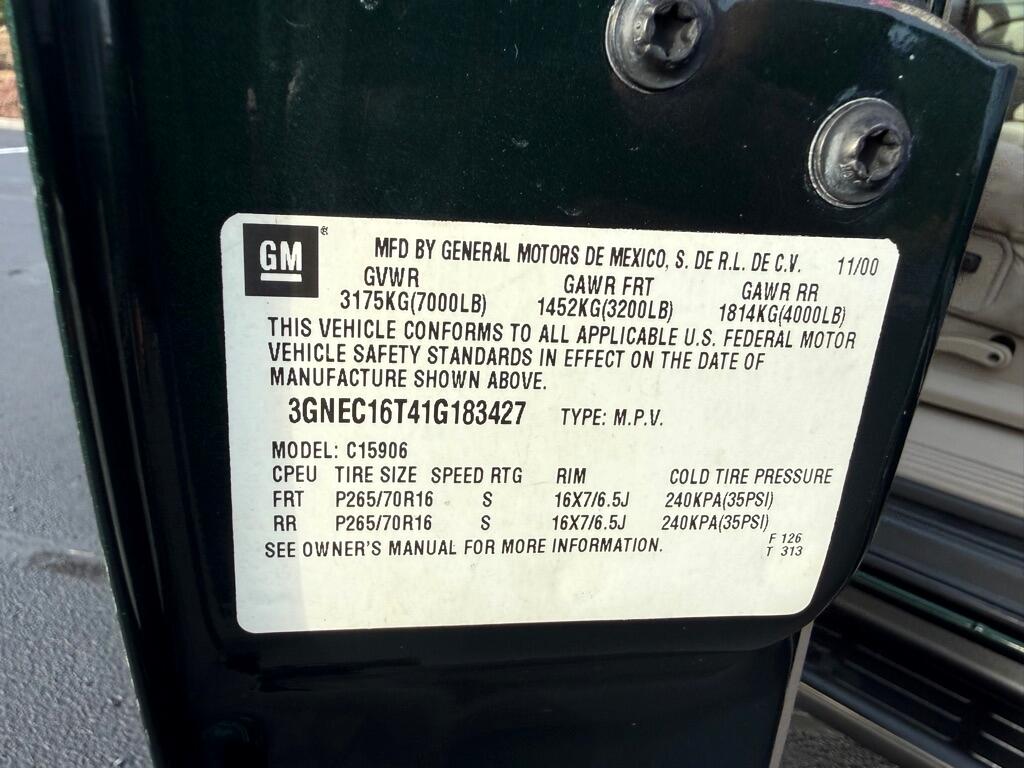 GM®
MFD BY GENERAL MOTORS DE MEXICO, S. DE R.L. DE C.V. 11/00
GVWR GAWR FRT GAWR RR
3175KG(7000LB) 1452KG(3200LB) 1814KG(4000LB)
THIS VEHICLE CONFORMS TO ALL APPLICABLE U.S. FEDERAL MOTOR
VEHICLE SAFETY STANDARDS IN EFFECT ON THE DATE OF
MANUFACTURE SHOWN ABOVE.
3GNEC16T41G183427 TYPE: M.P.V.
MODEL: C15906
CPEU TIRE SIZE SPEED RTG RIM COLD TIRE PRESSURE
FRT P265/70R16 S 16X7/6.5J 240KPA(35PSI)
RR P265/70R16 S 16X7/6.5J 240KPA(35PSI)
SEE OWNER'S MANUAL FOR MORE INFORMATION. F 126
T 313